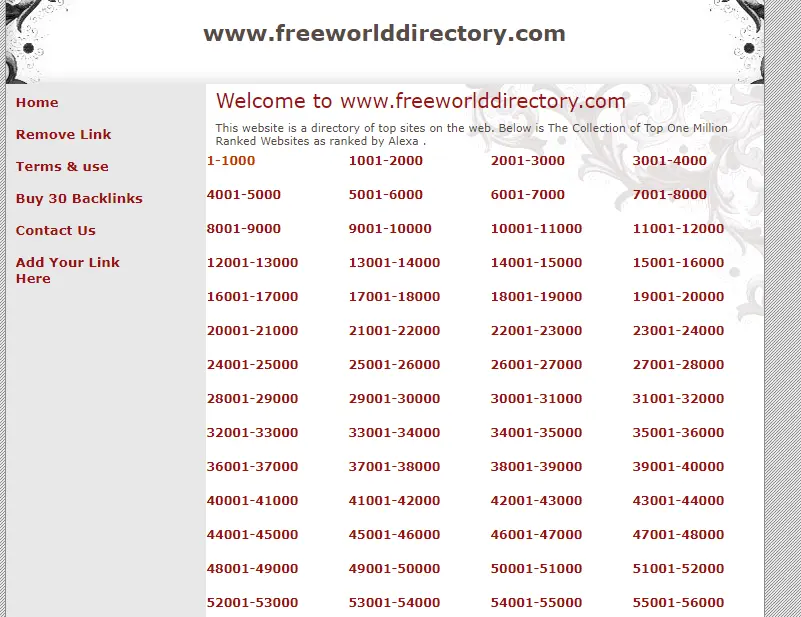 www.freeworlddirectory.com
Home
Remove Link
Terms & use
Buy 30 Backlinks
Contact Us
Add Your Link
Here
Welcome to www.freeworlddirectory.com
This website is a directory of top sites on the web. Below is The Collection of Top One Million
Ranked Websites as ranked by Alexa .
1-1000 1001-2000 2001-3000 3001-4000
4001-5000 5001-6000 6001-7000 7001-8000
8001-9000 9001-10000 10001-11000 11001-12000
12001-13000 13001-14000 14001-15000 15001-16000
16001-17000 17001-18000 18001-19000 19001-20000
20001-21000 21001-22000 22001-23000 23001-24000
24001-25000 25001-26000 26001-27000 27001-28000
28001-29000 29001-30000 30001-31000 31001-32000
32001-33000 33001-34000 34001-35000 35001-36000
36001-37000 37001-38000 38001-39000 39001-40000
40001-41000 41001-42000 42001-43000 43001-44000
44001-45000 45001-46000 46001-47000 47001-48000
48001-49000 49001-50000 50001-51000 51001-52000
52001-53000 53001-54000 54001-55000 55001-56000